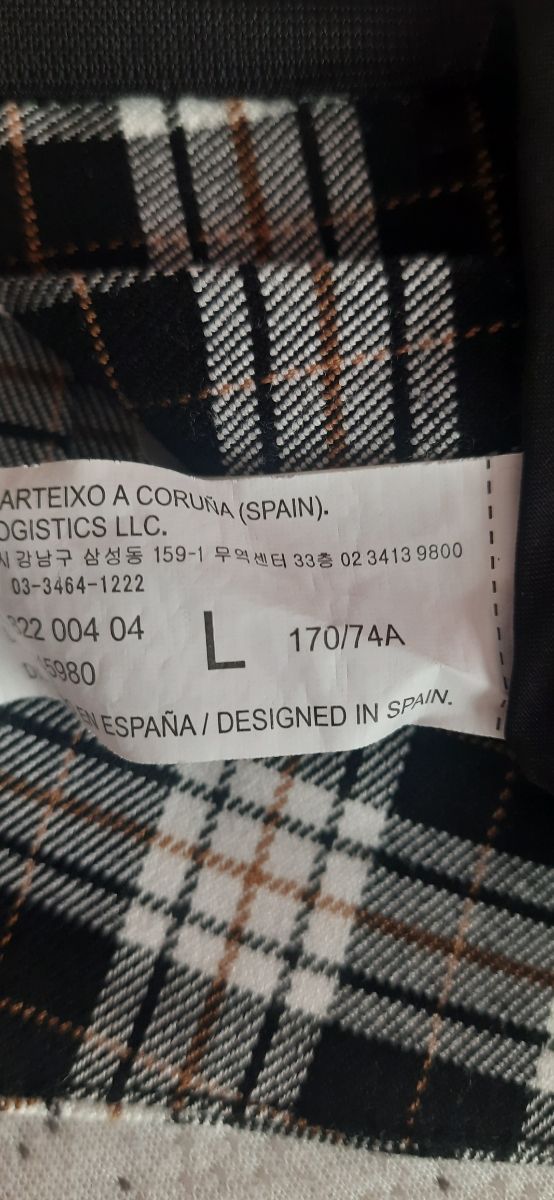 ARTEIXO A CORUÑA (SPAIN).
OGISTICS LLC.
강남구 삼성동 159-1 무역센터 33층 02 3413 9800
03-3464-1222
322 004 04
L 170/74A
5980
EN ESPAÑA / DESIGNED IN SPAIN.